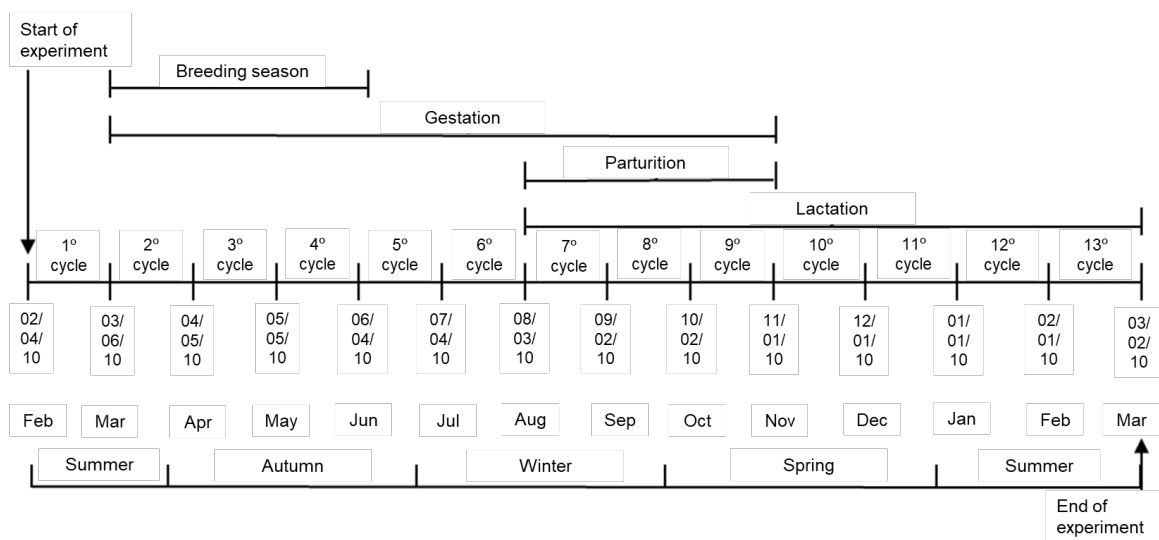 Start of
experiment
Breeding season
Gestation
Parturition
Lactation
1º
cycle
2º
cycle
3º
cycle
4º
cycle
5º
cycle
6º
cycle
7º
cycle
8º
cycle
9º
cycle
10º
cycle
11º
cycle
12º
cycle
13º
cycle
02/
04/
10
03/
06/
10
04/
05/
10
05/
05/
10
06/
04/
10
07/
04/
10
08/
03/
10
09/
02/
10
10/
02/
10
11/
01/
10
12/
01/
10
01/
01/
10
02/
01/
10
03/
02/
10
Feb
Mar
Apr
May
Jun
Jul
Aug
Sep
Oct
Nov
Dec
Jan
Feb
Mar
Summer
Autumn
Winter
Spring
Summer
End of
experiment